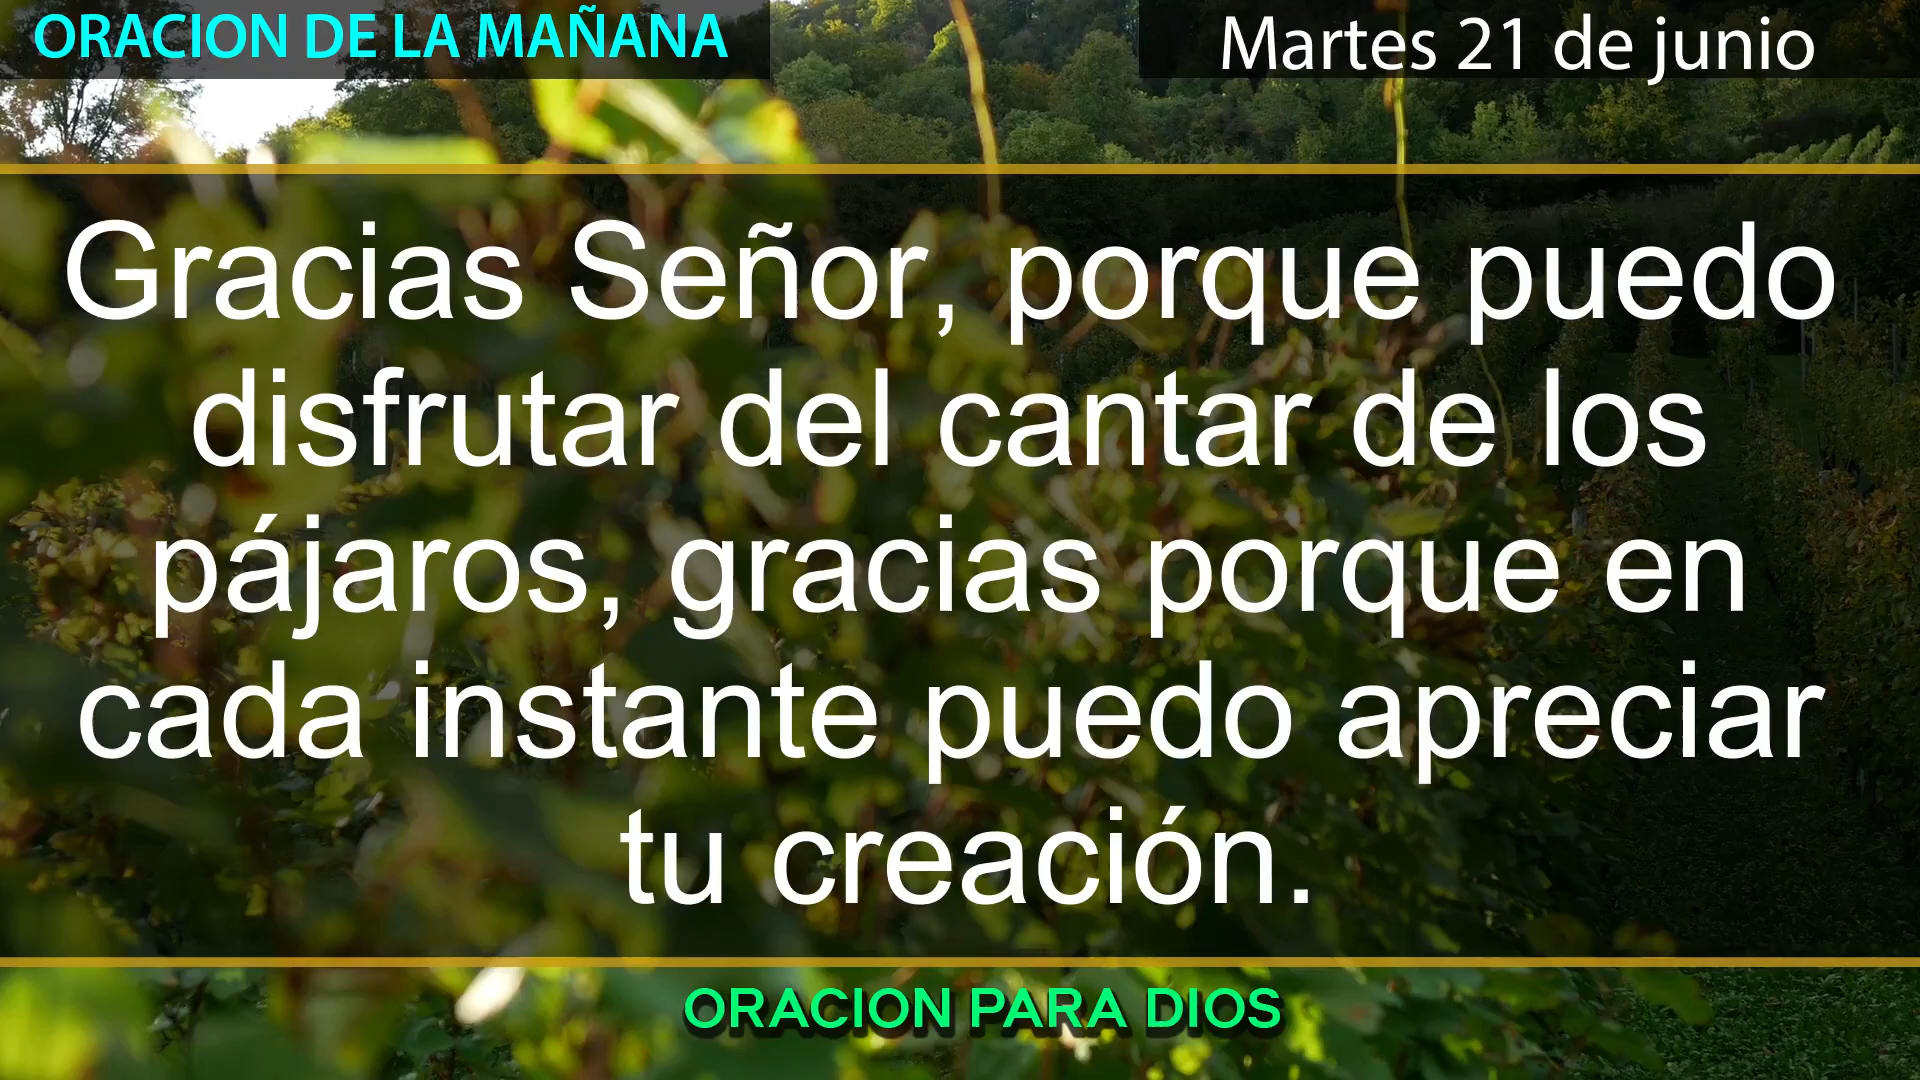 ORACION DE LA MAÑANA
Martes 21 de junio
Gracias Señor, porque puedo
disfrutar del cantar de los
pájaros, gracias porque en
cada instante puedo apreciar
tu creación.
ORACION PARA DIOS